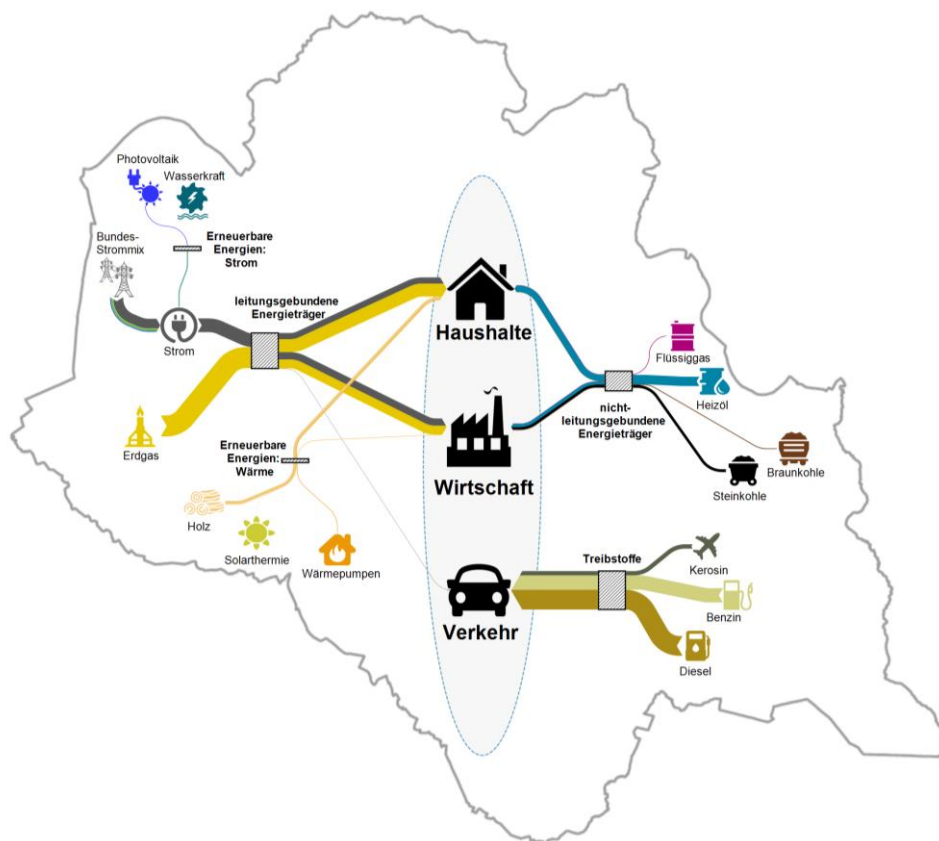 Photovoltaik
Wasserkraft
Bundes-
Strommix
Erneuerbare
Energien:
Strom
leitungsgebundene
Energieträger
Strom
Haushalte
Flüssiggas
Heizöl
nicht-
leitungsgebundene
Energieträger
Erdgas
Erneuerbare
Energien:
Wärme
Braunkohle
Steinkohle
Wirtschaft
Holz
Solarthermie
Wärmepumpen
Treibstoffe
Kerosin
Benzin
Verkehr
Diesel